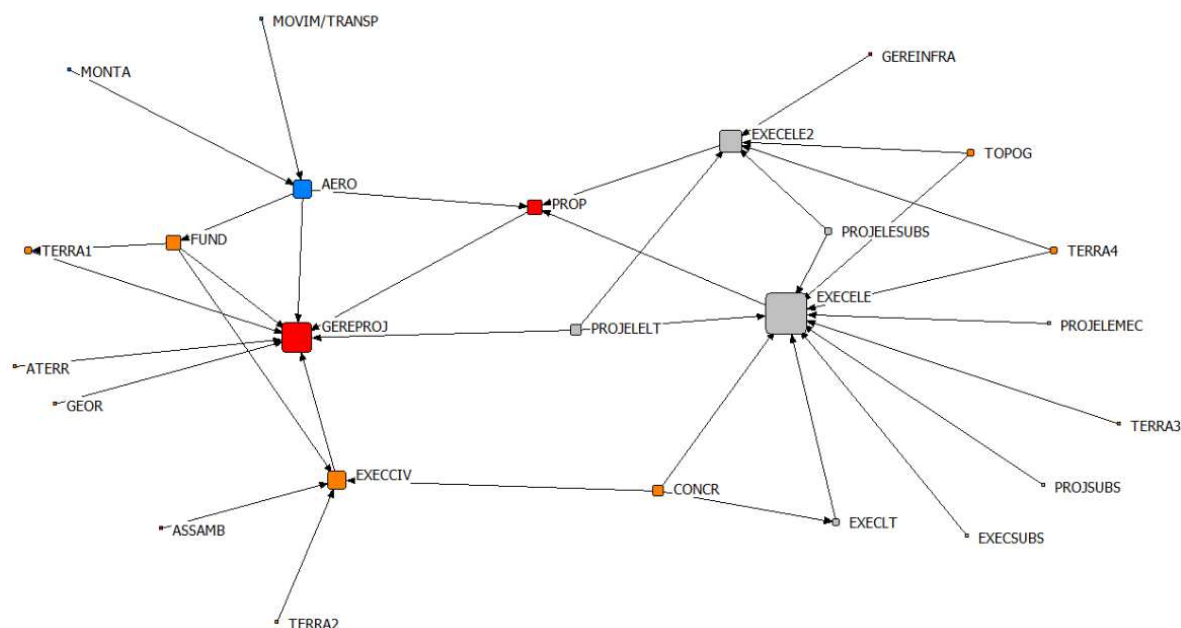 MOVIM/TRANSP
GEREINFRA
MONTA
EXECELE2
TOPOG
AERO
PROP
PROJELESUBS
FUND
TERRA1
TERRA4
EXECELE
GEREPROJ
PROJELELT
PROJELEMEC
ATERR
GEOR
TERRA3
EXECCIV
CONCR
PROJSUBS
ASSAMB
EXECLT
EXECSUBS
TERRA2